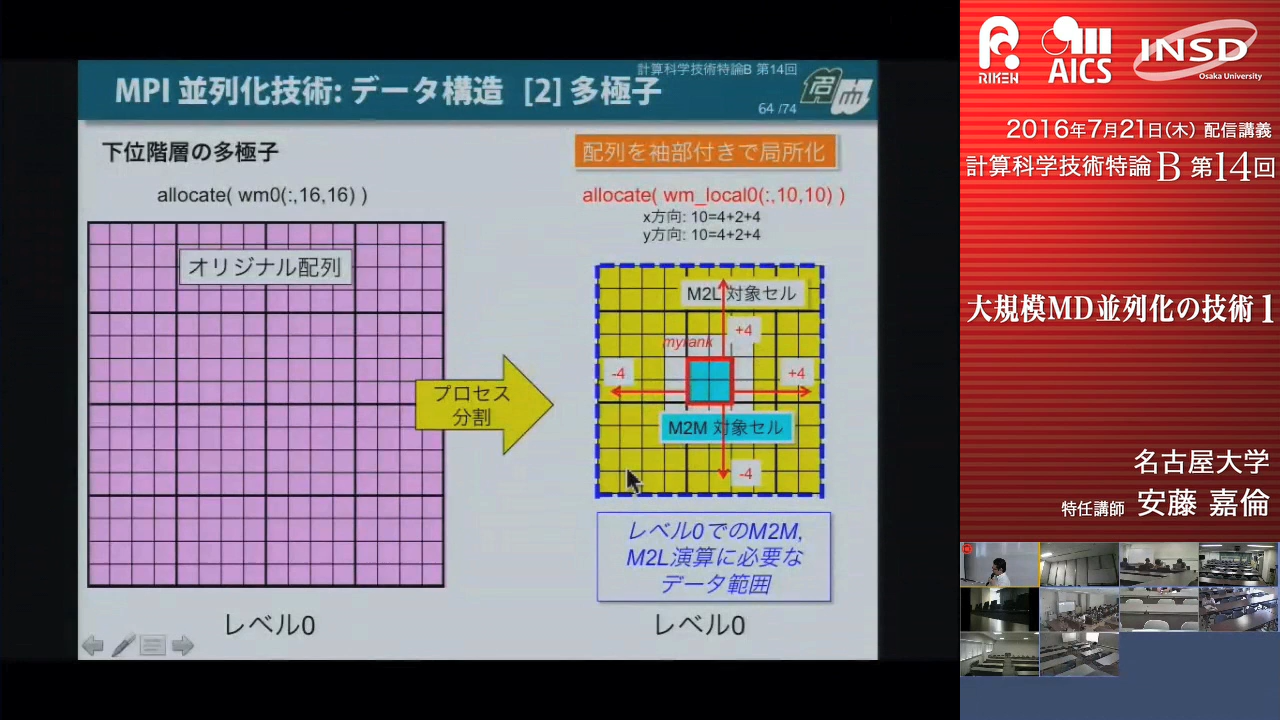 計算科学技術特論B 第14回
MPI 並列化技術: データ構造 [2] 多極子
64 /74
下位階層の多極子
allocate( wm0(:,16,16) )
オリジナル配列
レベル0
プロセス
分割
配列を袖部付きで局所化
allocate( wm_local0(:,10,10) )
x方向: 10=4+2+4
y方向: 10=4+2+4
M2L 対象セル
+4
myrank
-4
+4
M2M 対象セル
-4
レベル0でのM2M,
M2L演算に必要な
データ範囲
レベル0
RIKEN
AICS
INSD
Osaka University
2016年7月21日(木) 配信講義
計算科学技術特論 B 第14回
大規模MD並列化の技術1
名古屋大学
特任講師 安藤 嘉倫